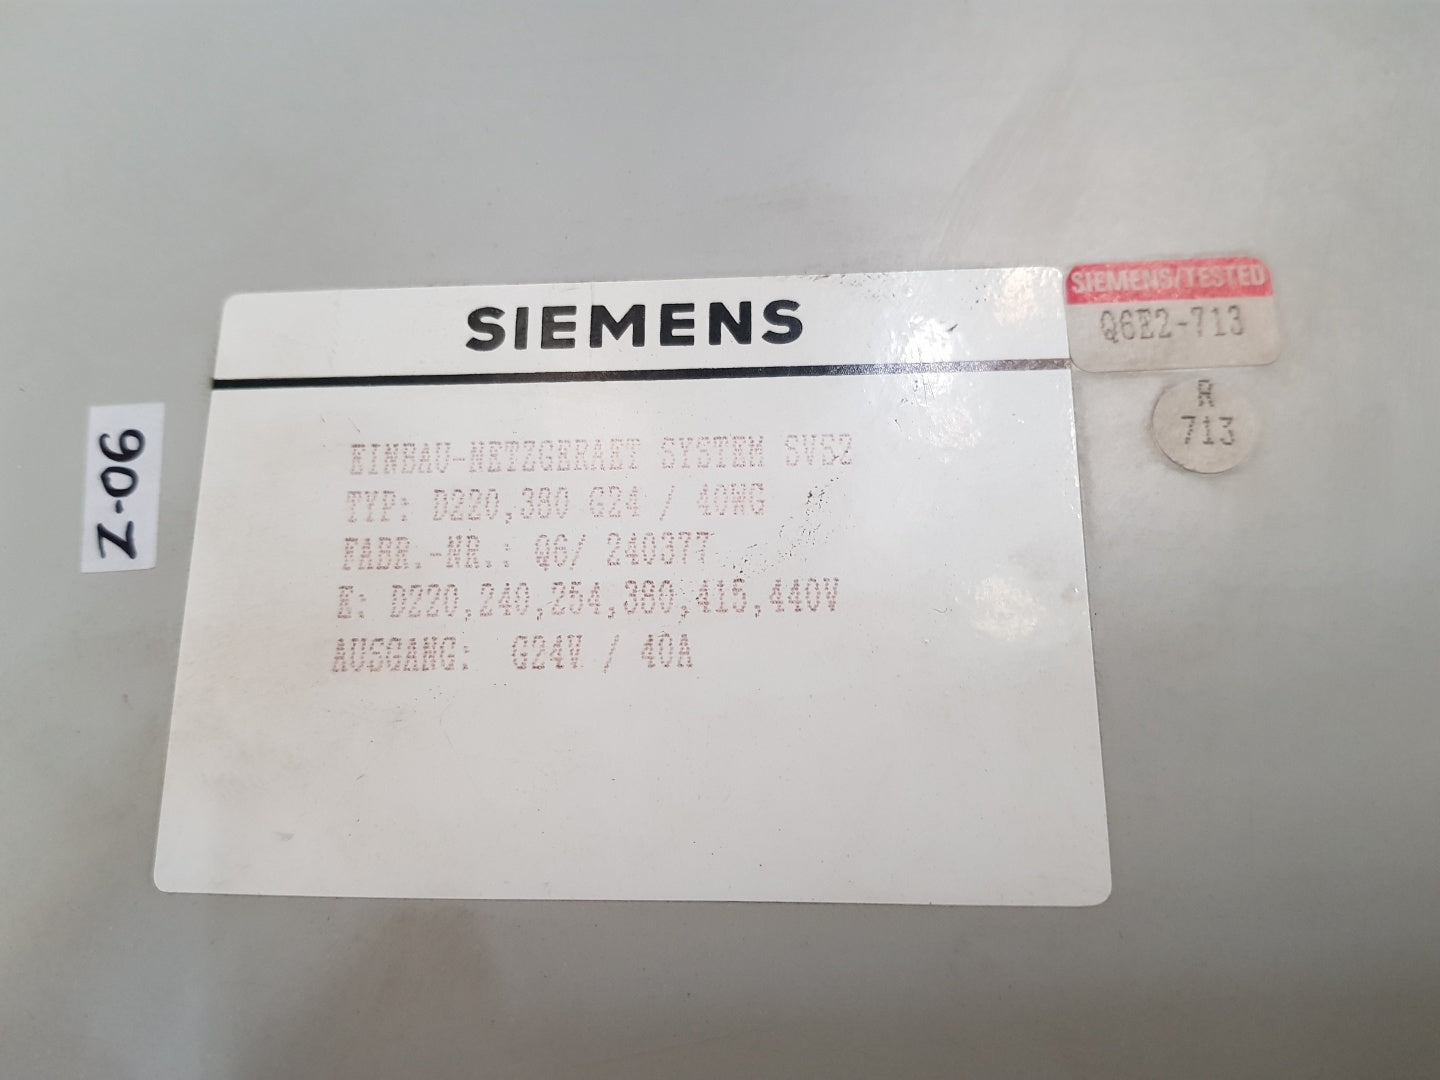 SIEMENS
EINBAU-NETZGERAET SYSTEM SVS2
TYP: D220,380 G24 / 40WG
FABR.-NR.: Q6/ 240377
E: D220,240,254,380,415,440V
AUSGANG: G24V / 40A
SIEMENS/TESTED
Q6E2-713
R
713
Z-06